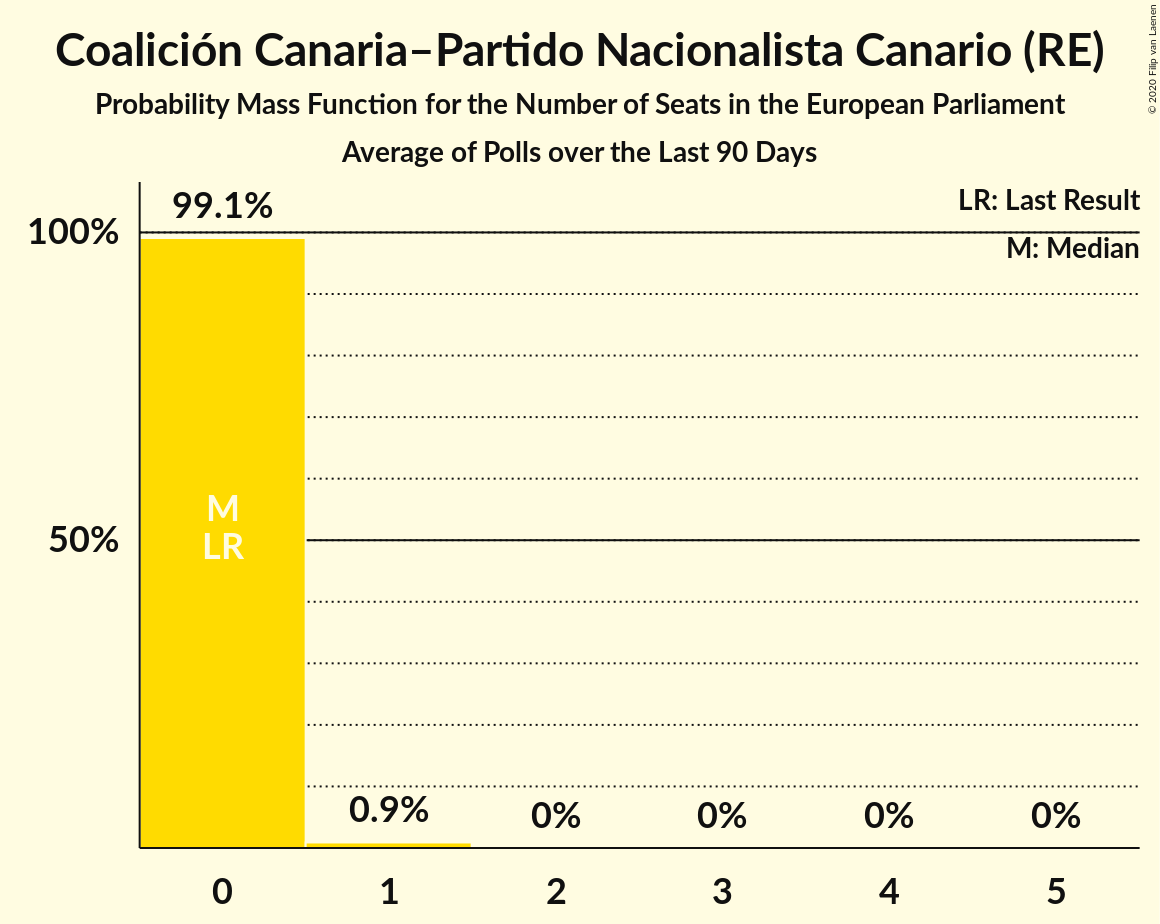 Coalición Canaria–Partido Nacionalista Canario (RE)
Probability Mass Function for the Number of Seats in the European Parliament
Average of Polls over the Last 90 Days
© 2020 Filip van Laenen
LR: Last Result
M: Median
99.1%
100%
M
LR
50%
0.9%
0%
0%
0%
0%
0
1
2
3
4
5